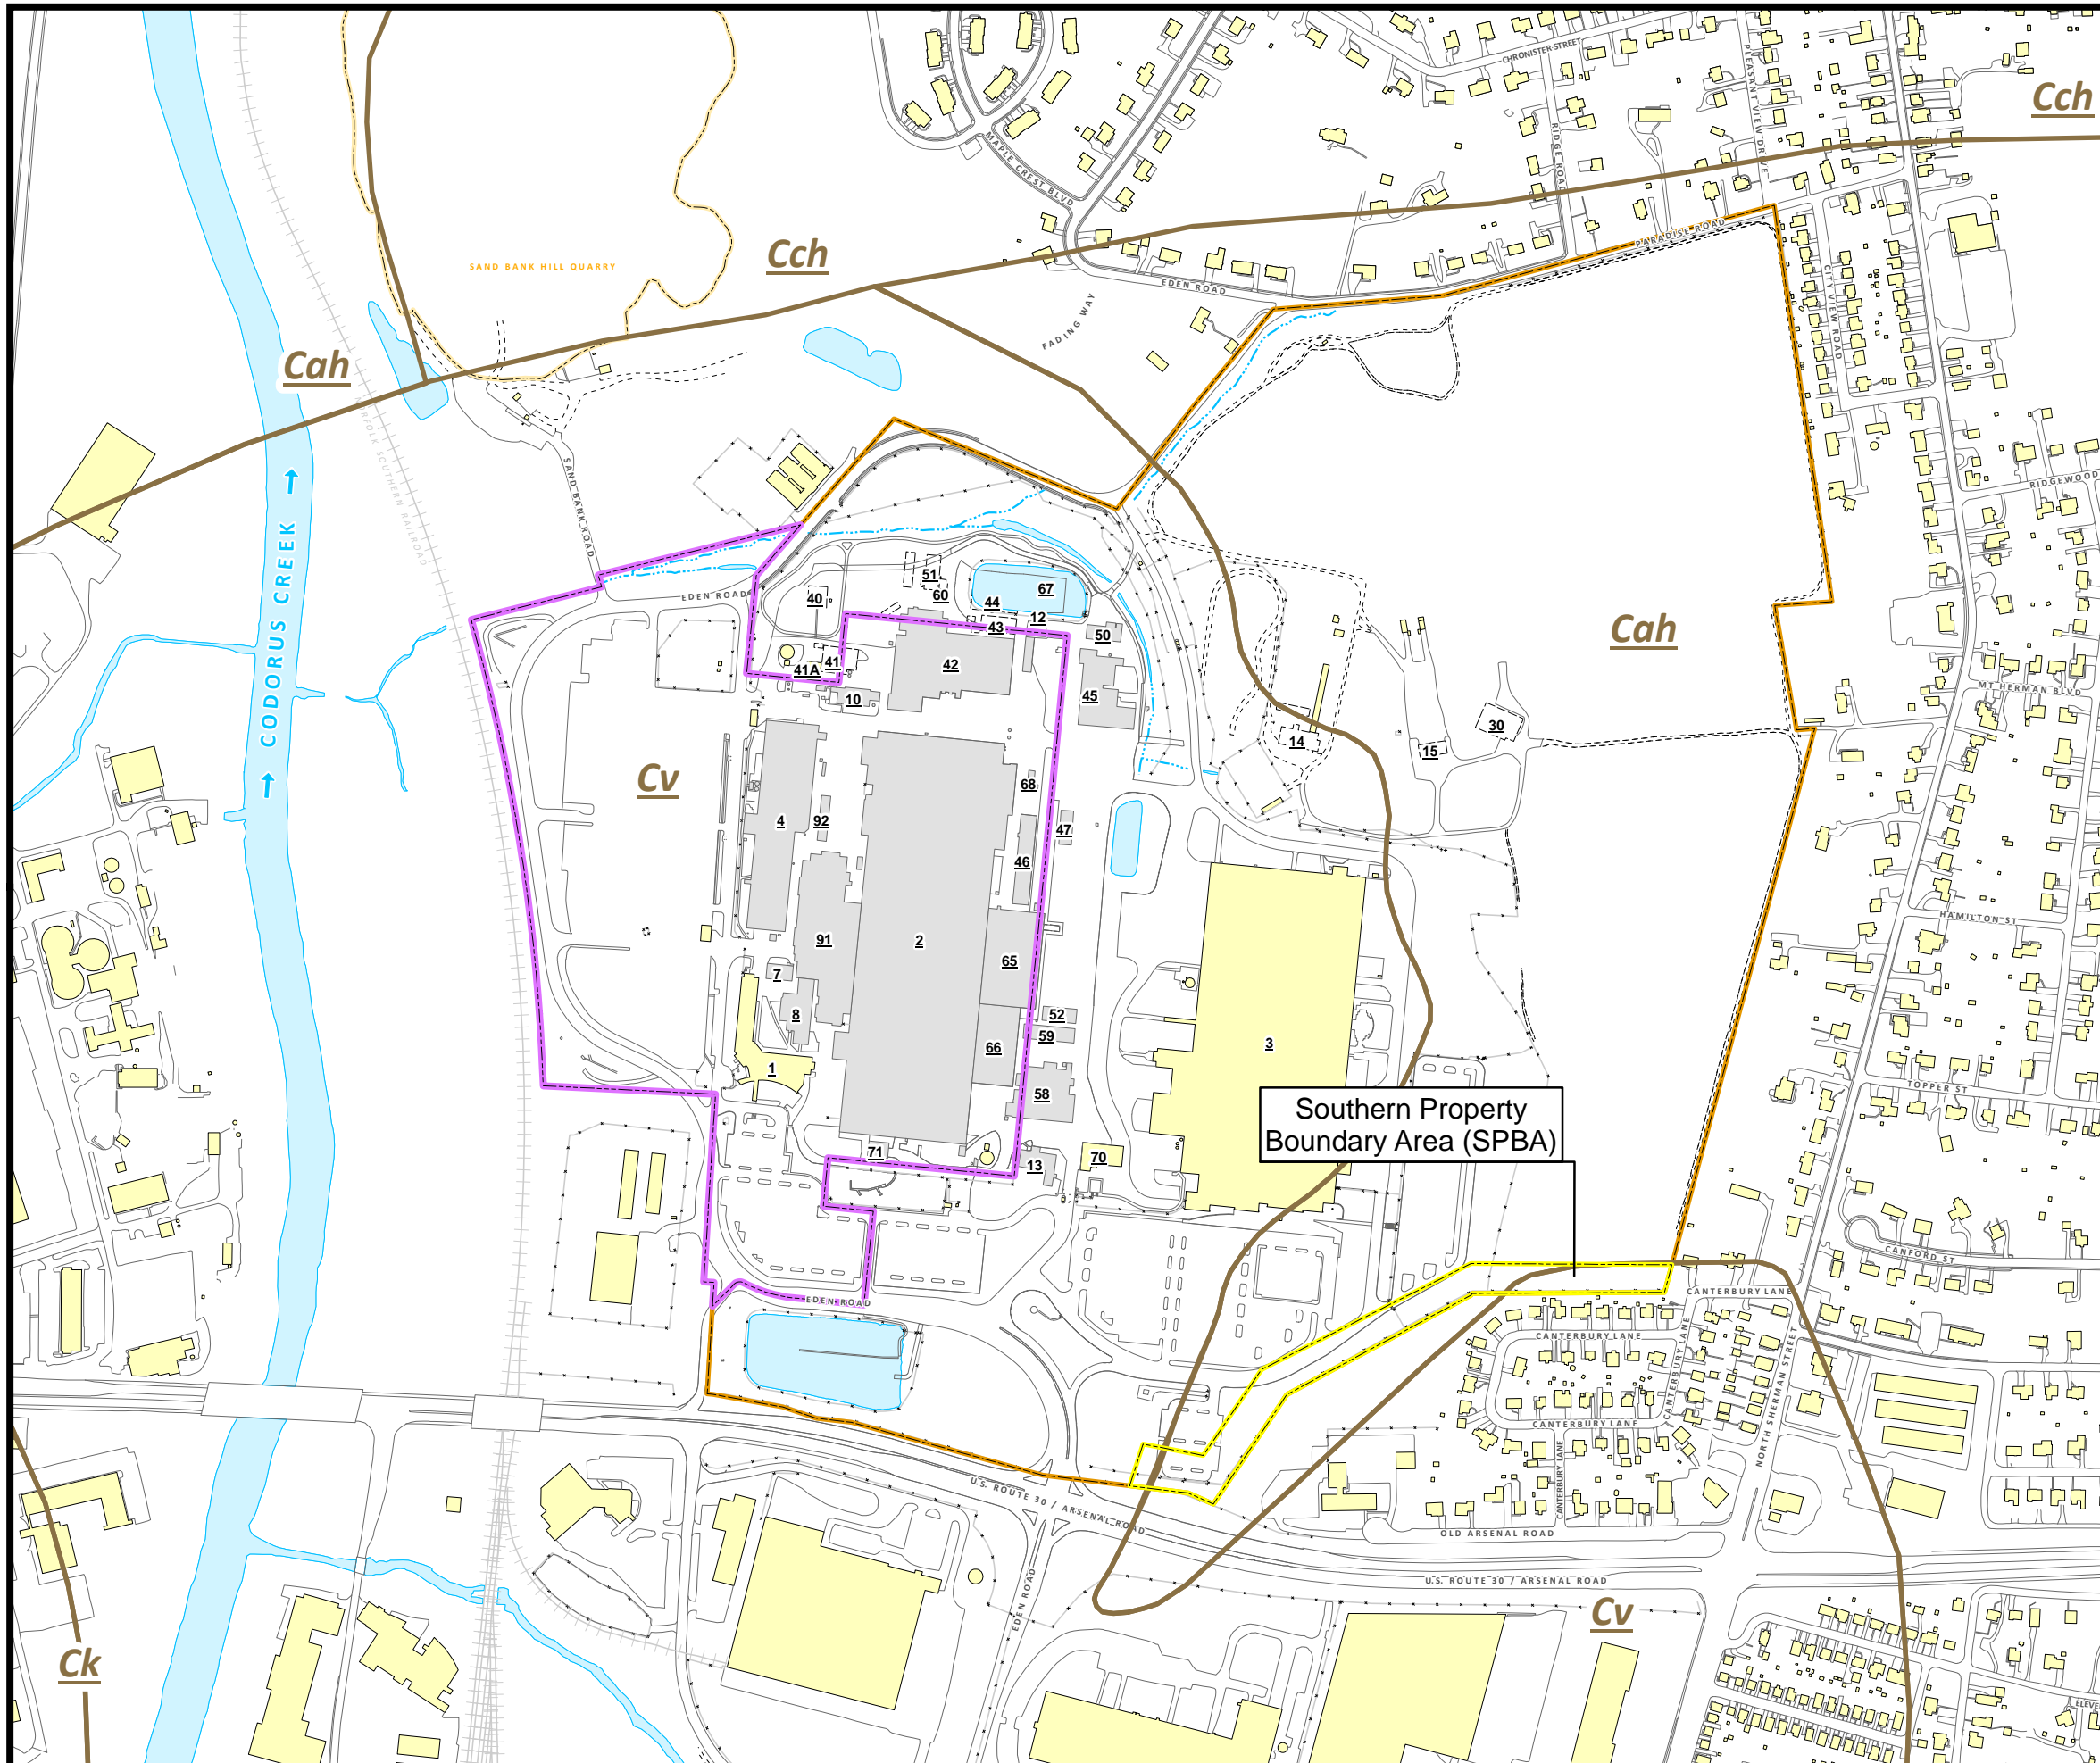 CHRONISTER STREET
PLEASANT VIEW DRIVE
Cch
RIDGE ROAD
MAPLE CREST BLVD
PARADISE ROAD
Cch
SAND BANK HILL QUARRY
EDEN ROAD
CITY VIEW ROAD
FADING WAY
Cah
NORFOLK SOUTHERN RAILROAD
SAND BANK ROAD
RIDGEWOOD
CODORUS CREEK
EDEN ROAD
51
60
40
67
44
12
43
50
Cah
41
41A
42
45
10
MT HERMAN BLVD
30
14
15
Cv
68
4
92
47
46
HAMILTON ST
91
2
65
7
8
52
59
3
66
1
58
TOPPER ST
Southern Property
Boundary Area (SPBA)
71
13
70
CANFORD ST
EDEN ROAD
CANTERBURY LANE
CANTERBURY LANE
CANTERBURY LANE
CANTERBURY LANE
CANTERBURY LANE
NORTH SHERMAN STREET
U.S. ROUTE 30 / ARSENAL ROAD
OLD ARSENAL ROAD
U.S. ROUTE 30 / ARSENAL ROAD
EDEN ROAD
Cv
Ck
ELEVE